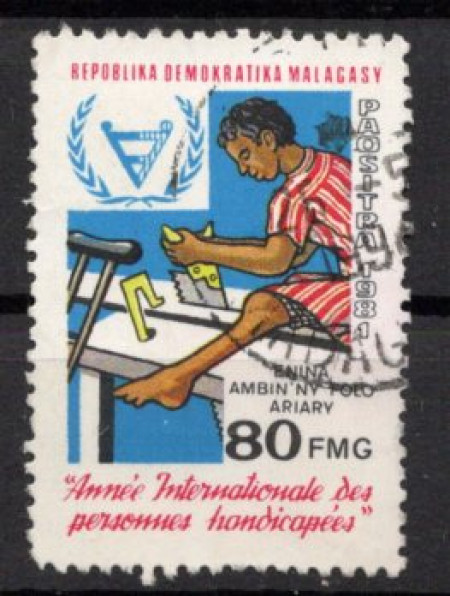 REPOBLIKA DEMOKRATIKA MALAGASY
PAOSITRA 1981
ENINA
AMBIN'NY FOLO
ARIARY
80 FMG
"Année Internationale des
personnes handicapées"